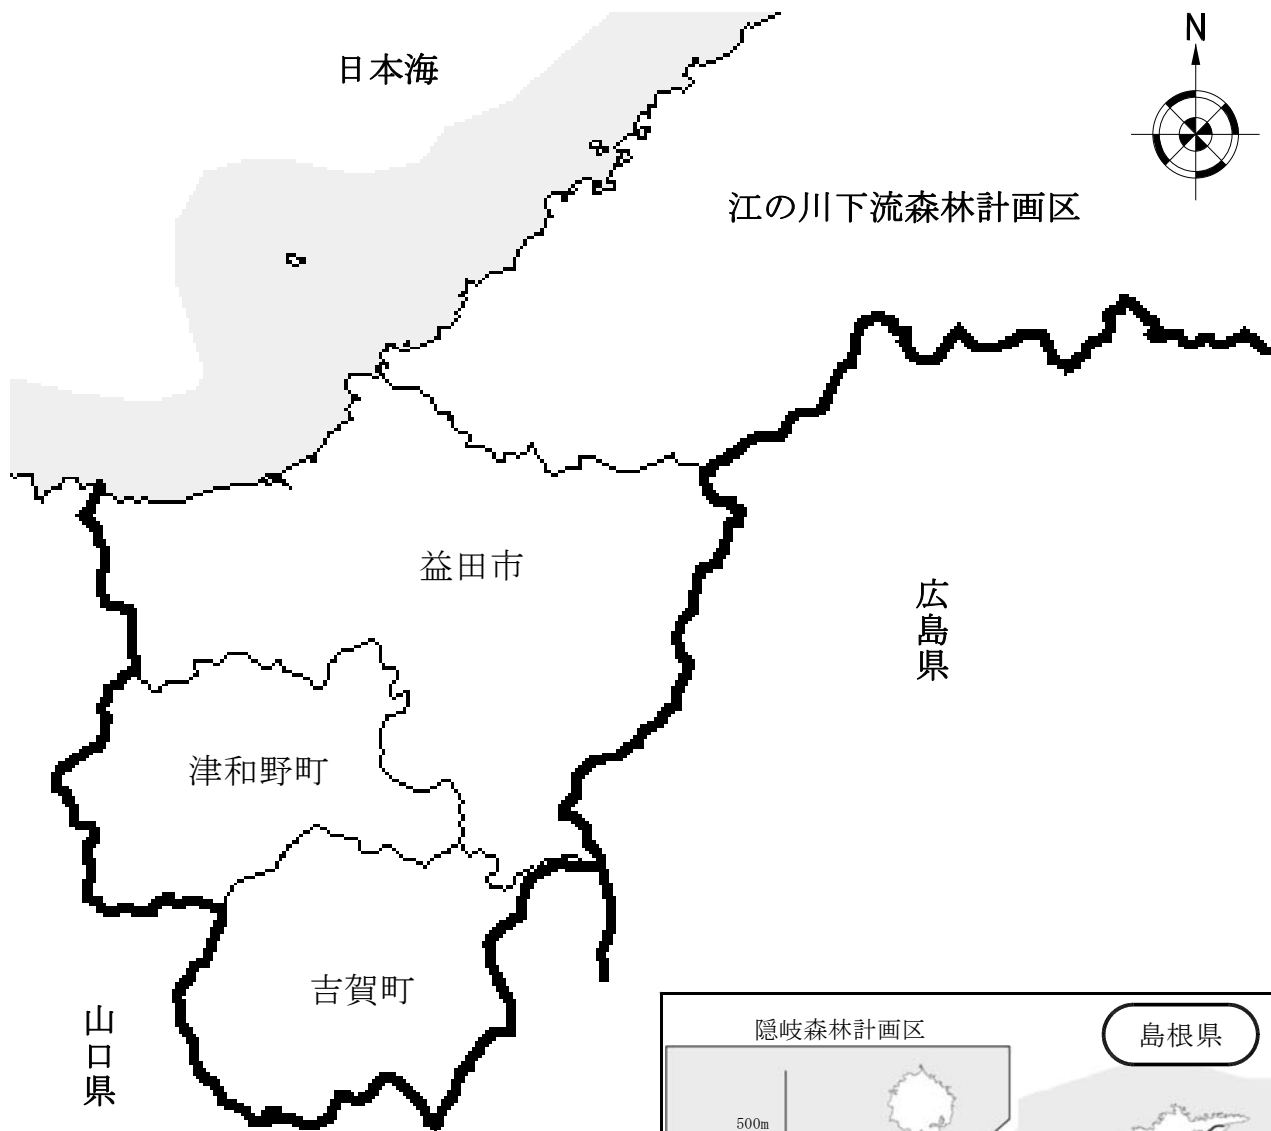 N
日本海
江の川下流森林計画区
益田市
広島県
津和野町
吉賀町
山口県
隠岐森林計画区
島根県
500m